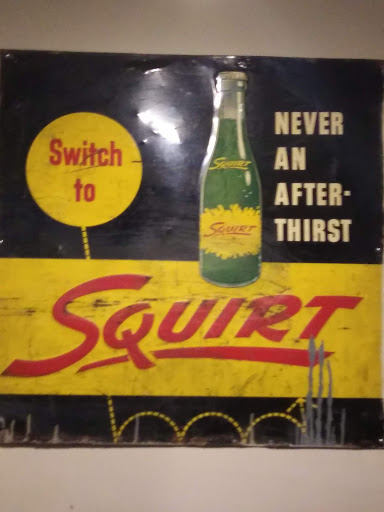 Switch
to
NEVER
AN
AFTER-
THIRST
SQUIRT
SQUIRT
SQUIRT